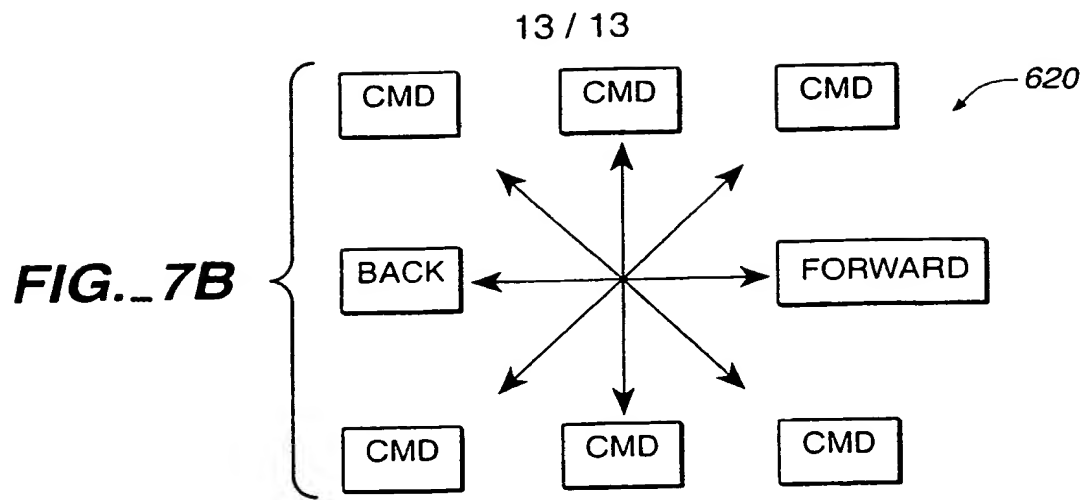 13 / 13
CMD CMD CMD
620
FIG._7B
BACK FORWARD
CMD CMD CMD